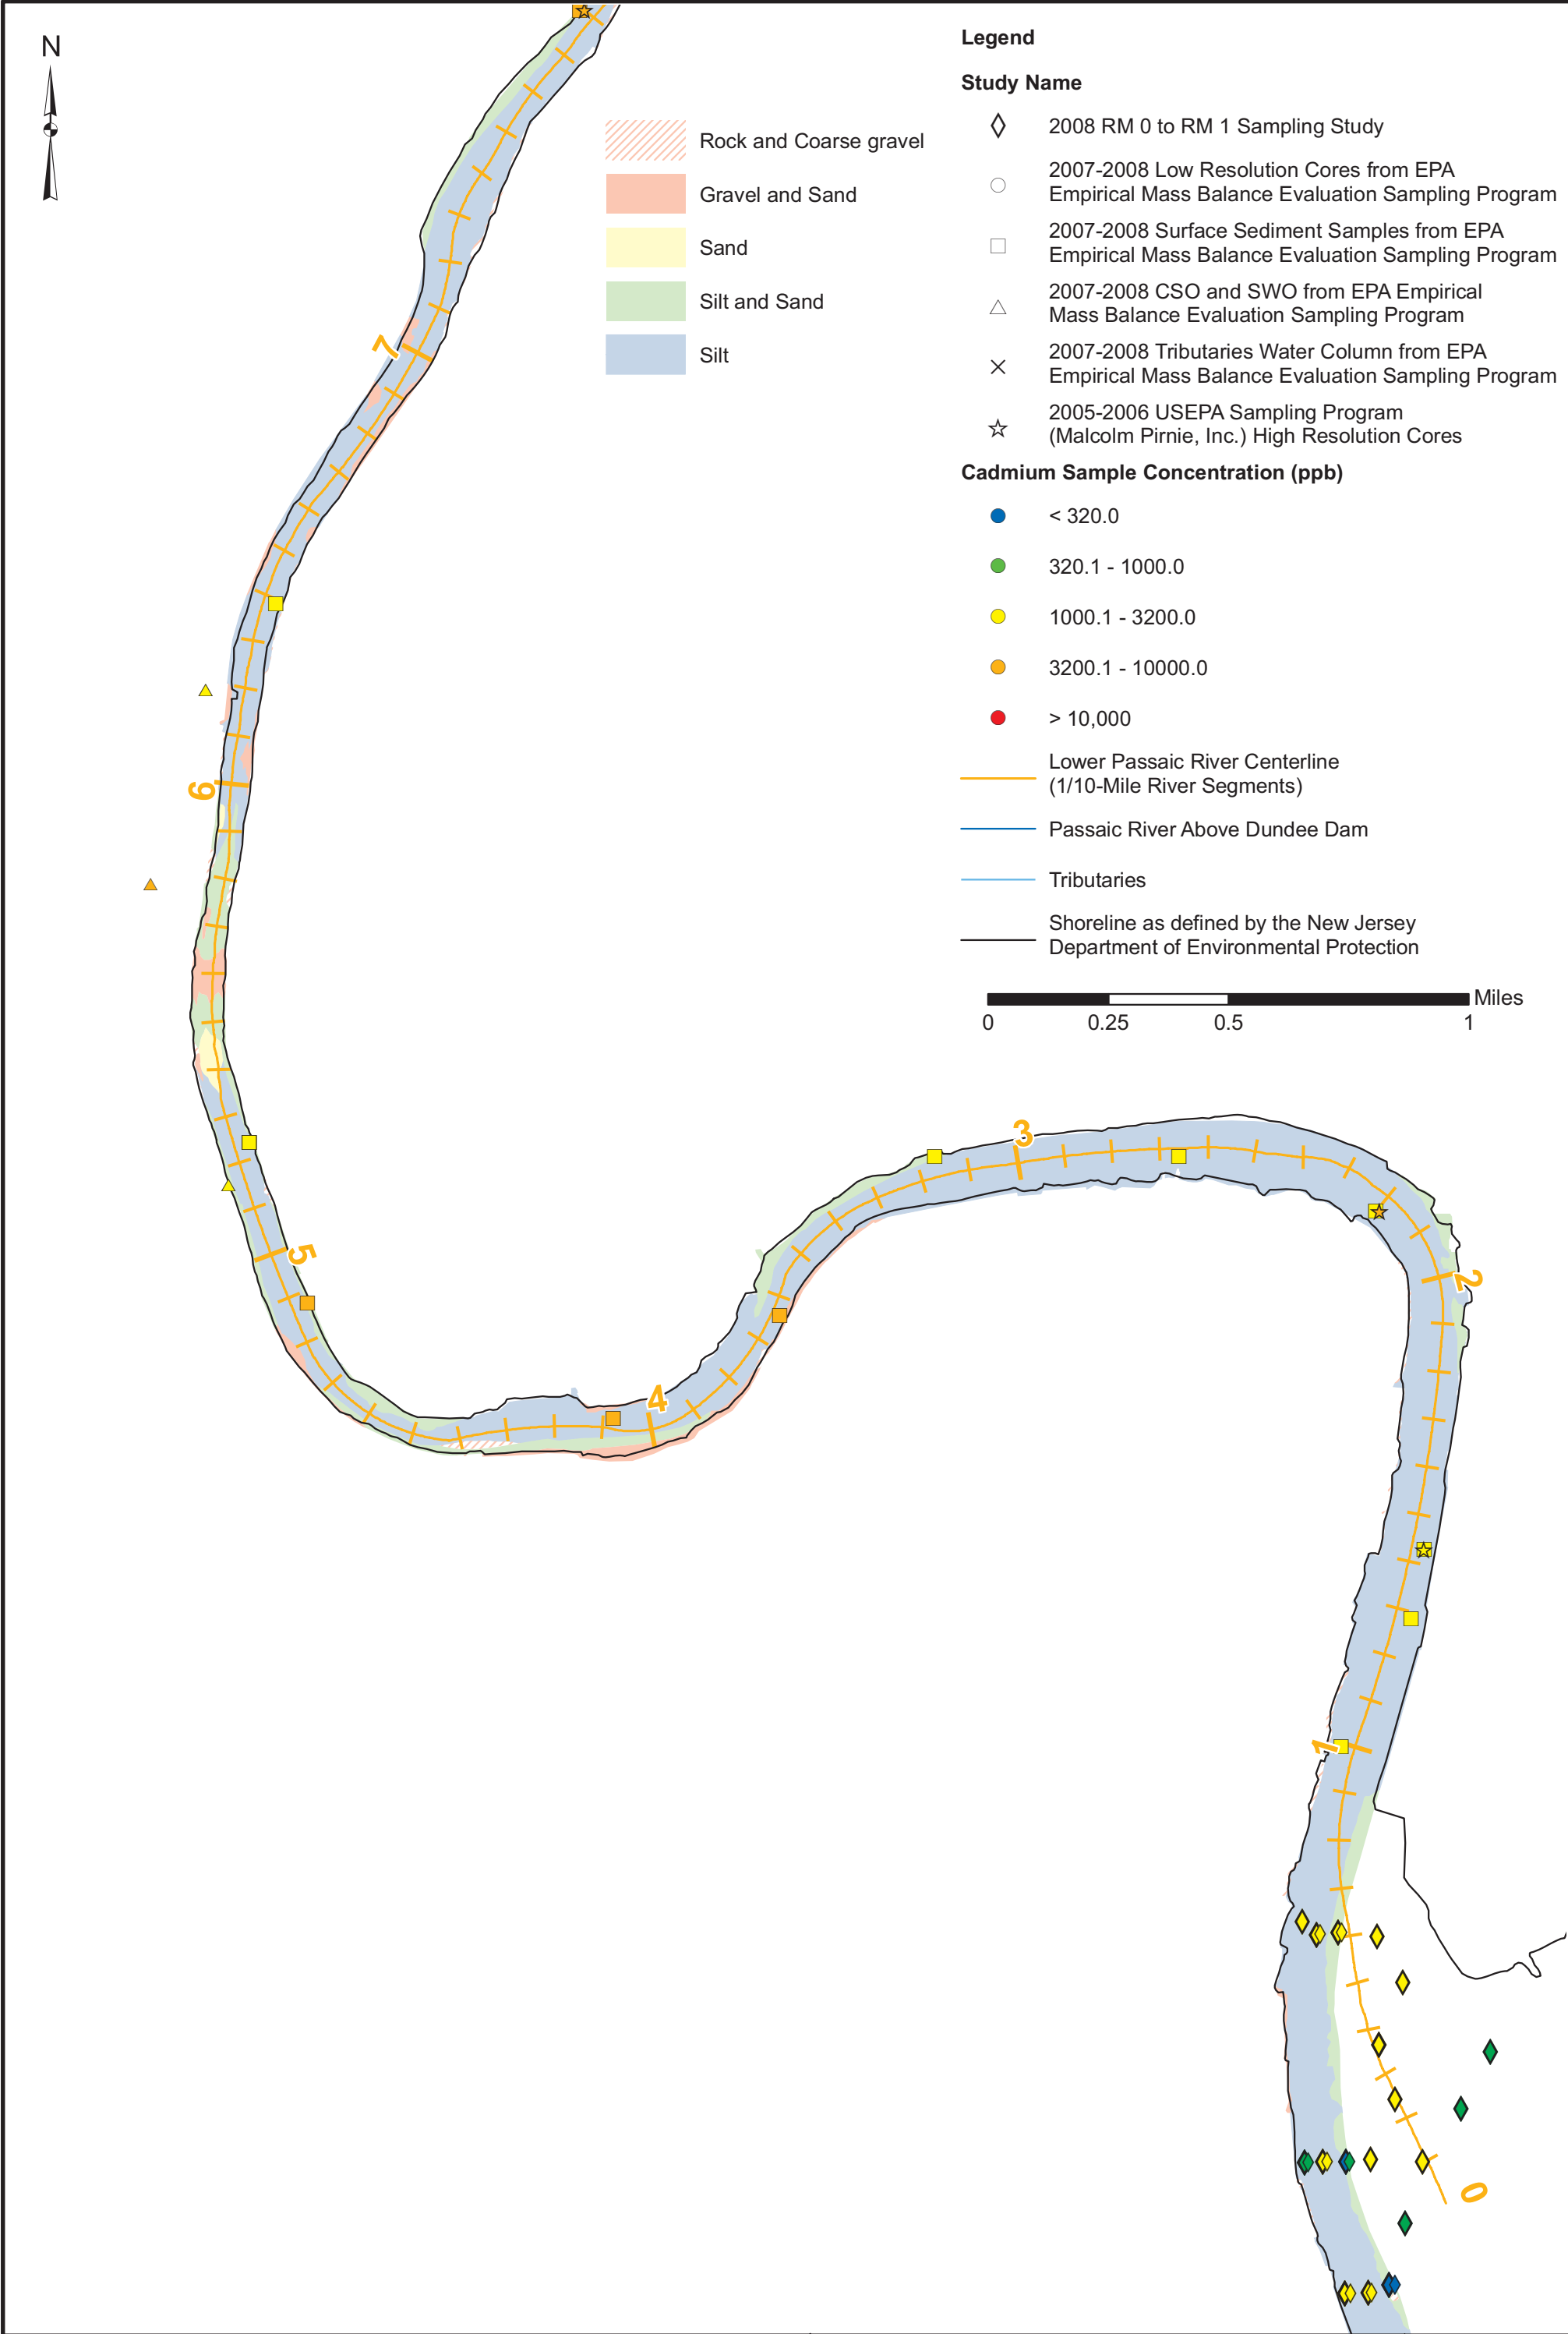 N
Legend
Study Name
2008 RM 0 to RM 1 Sampling Study
2007-2008 Low Resolution Cores from EPA
Empirical Mass Balance Evaluation Sampling Program
2007-2008 Surface Sediment Samples from EPA
Empirical Mass Balance Evaluation Sampling Program
2007-2008 CSO and SWO from EPA Empirical
Mass Balance Evaluation Sampling Program
2007-2008 Tributaries Water Column from EPA
Empirical Mass Balance Evaluation Sampling Program
2005-2006 USEPA Sampling Program
(Malcolm Pirnie, Inc.) High Resolution Cores
Cadmium Sample Concentration (ppb)
< 320.0
320.1 - 1000.0
1000.1 - 3200.0
3200.1 - 10000.0
> 10,000
Lower Passaic River Centerline
(1/10-Mile River Segments)
Passaic River Above Dundee Dam
Tributaries
Shoreline as defined by the New Jersey
Department of Environmental Protection
Miles
0 0.25 0.5 1
Rock and Coarse gravel
Gravel and Sand
Sand
Silt and Sand
Silt
7
6
5
4
3
2
1
0